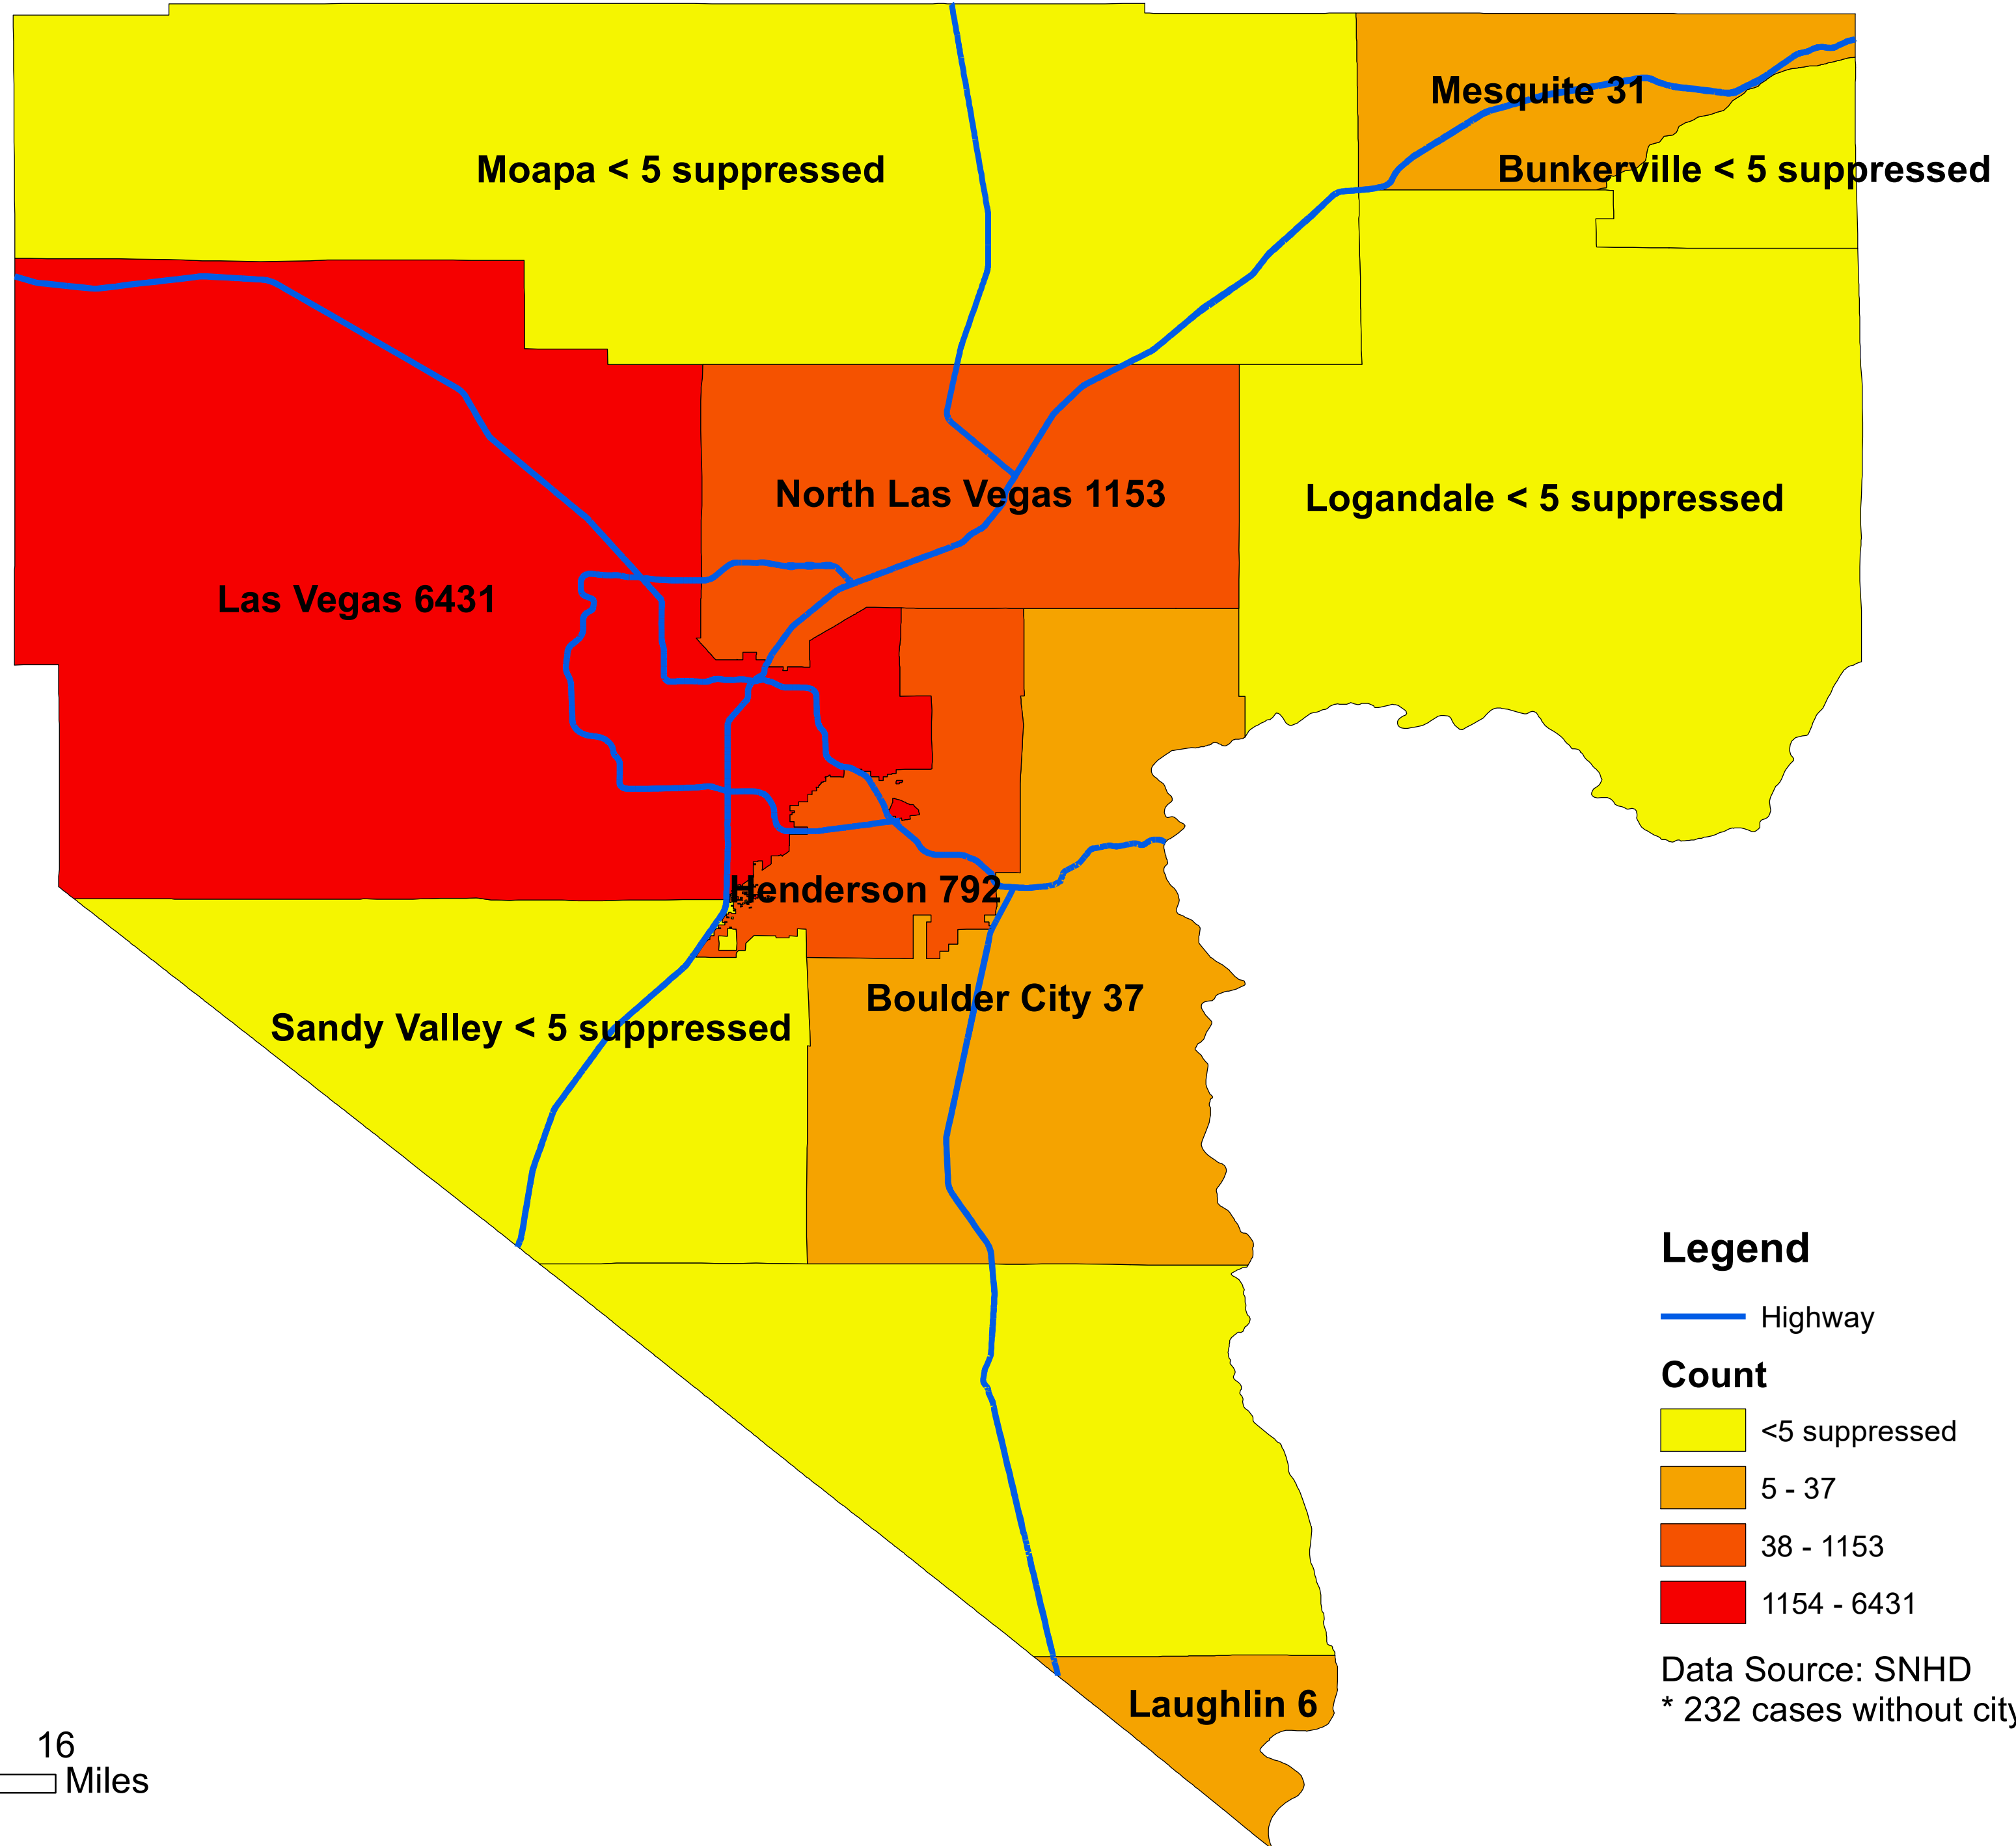 Mesquite 31
Moapa < 5 suppressed
Bunkerville < 5 suppressed
North Las Vegas 1153
Logandale < 5 suppressed
Las Vegas 6431
Henderson 792
Boulder City 37
Sandy Valley < 5 suppressed
Legend
Highway
Count
<5 suppressed
5 - 37
38 - 1153
1154 - 6431
Data Source: SNHD
* 232 cases without city
Laughlin 6
16
Miles